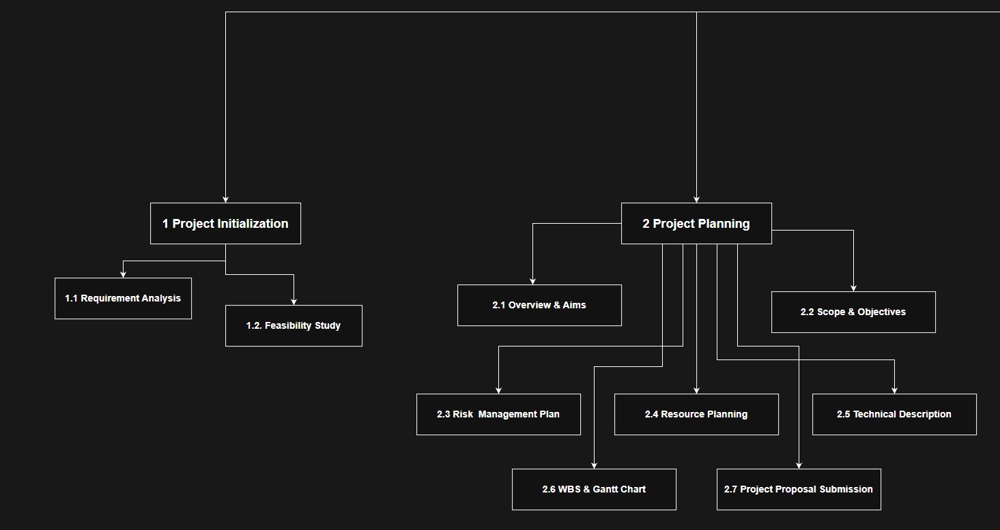 1 Project Initialization
2 Project Planning
1.1 Requirement Analysis
1.2. Feasibility Study
2.1 Overview & Aims
2.2 Scope & Objectives
2.3 Risk  Management Plan
2.4 Resource Planning
2.5 Technical Description
2.6 WBS & Gantt Chart
2.7 Project Proposal Submission